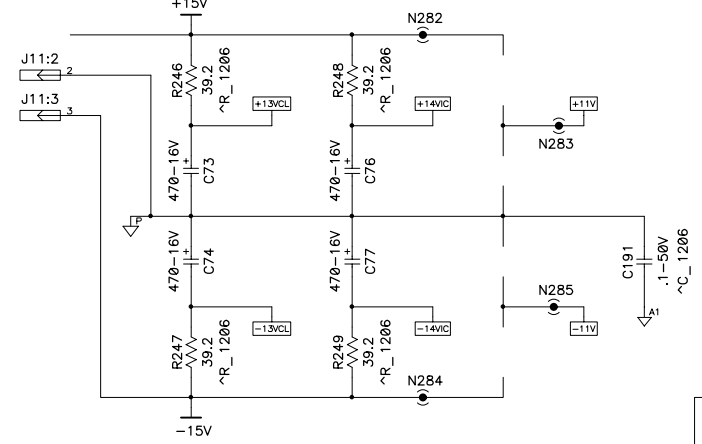 +15V
N282
J11:2
2
R246
39.2
^R_1206
R248
39.2
^R_1206
J11:3
3
+13VCL
+14VIC
+11V
N283
470-16V
+
C73
470-16V
+
C76
P
470-16V
+
C74
470-16V
+
C77
C191
.1-50V
^C_1206
N285
A1
-13VCL
-14VIC
-11V
R247
39.2
^R_1206
R249
39.2
^R_1206
N284
-15V